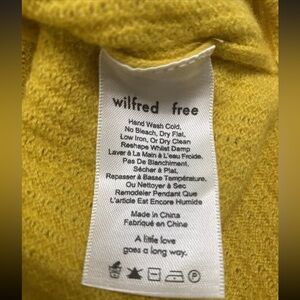 wilfred free
Hand Wash Cold,
No Bleach, Dry Flat,
Low Iron, Or Dry Clean
Reshape Whilst Damp
Laver à La Main à L'eau Froide.
Pas De Blanchiment.
Sécher à Plat,
Repasser à Basse Température.
Ou Nettoyer à Sec
Remodeler Pendant Que
L'article Est Encore Humide
Made in China
Fabriqué en China
A little love
goes a long way.